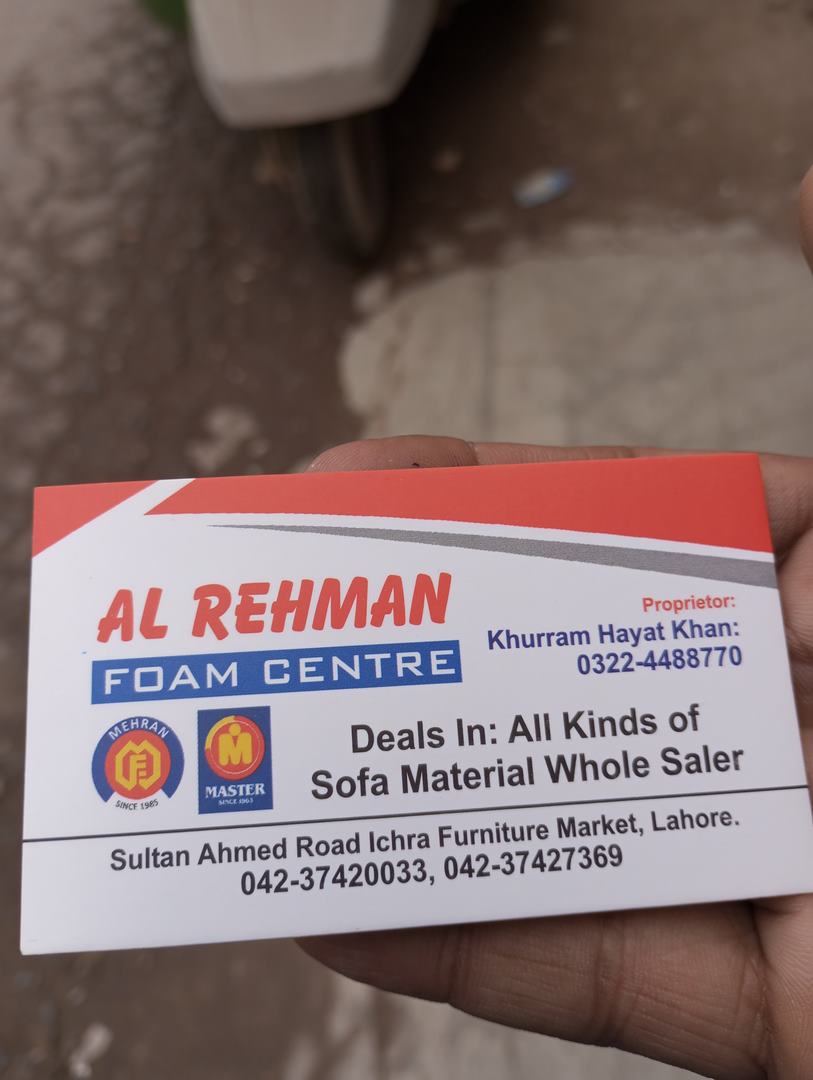 AL REHMAN
FOAM CENTRE
Proprietor:
Khurram Hayat Khan:
0322-4488770
MEHRAN
SINCE 1985
MASTER
SINCE 1963
Deals In: All Kinds of
Sofa Material Whole Saler
Sultan Ahmed Road Ichra Furniture Market, Lahore.
042-37420033, 042-37427369